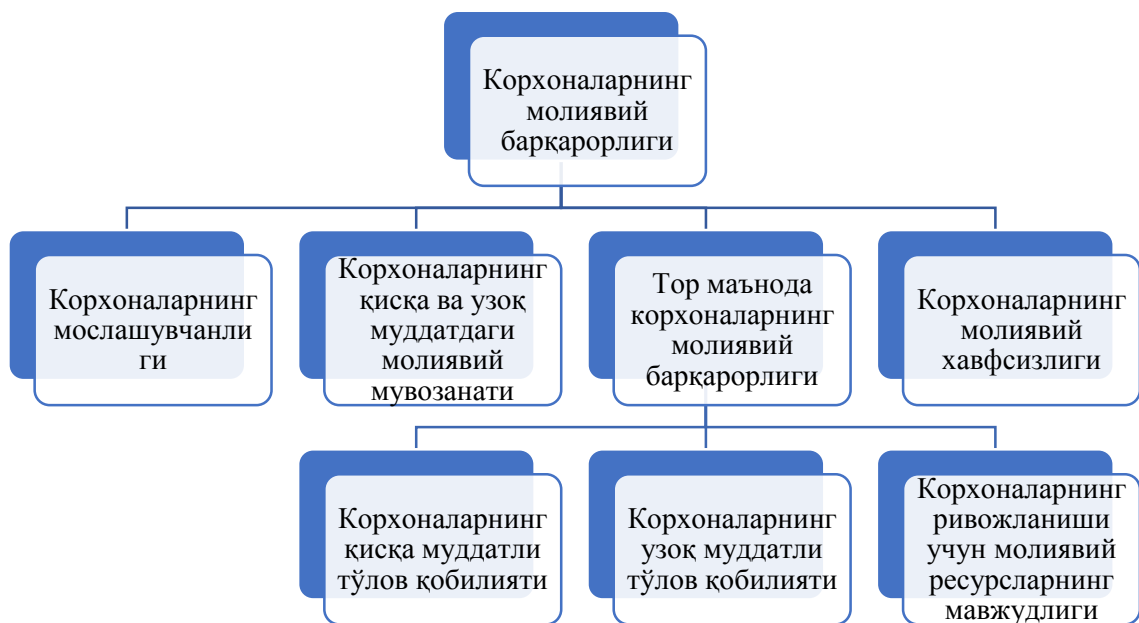 Корхоналарнинг
молиявий
барқарорлиги
Корхоналарнинг
мослашувчанли
ги
Корхоналарнинг
қисқа ва узоқ
муддатдаги
молиявий
мувозанати
Тор маънода
корхоналарнинг
молиявий
барқарорлиги
Корхоналарнинг
молиявий
хавфсизлиги
Корхоналарнинг
қисқа муддатли
тўлов қобилияти
Корхоналарнинг
узоқ муддатли
тўлов қобилияти
Корхоналарнинг
ривожланиши
учун молиявий
ресурсларнинг
мавжудлиги